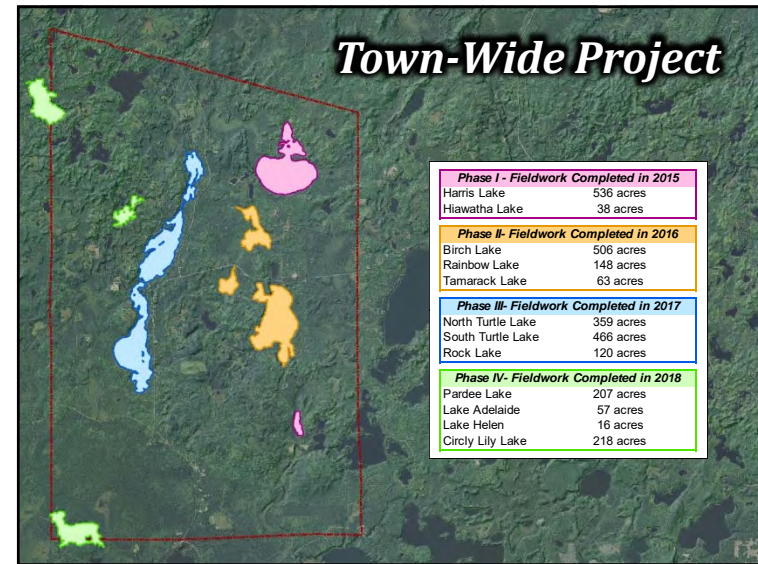 Town-Wide Project
Phase I - Fieldwork Completed in 2015
Harris Lake 536 acres
Hiawatha Lake 38 acres
Phase II- Fieldwork Completed in 2016
Birch Lake 506 acres
Rainbow Lake 148 acres
Tamarack Lake 63 acres
Phase III- Fieldwork Completed in 2017
North Turtle Lake 359 acres
South Turtle Lake 466 acres
Rock Lake 120 acres
Phase IV- Fieldwork Completed in 2018
Pardee Lake 207 acres
Lake Adelaide 57 acres
Lake Helen 16 acres
Circly Lily Lake 218 acres